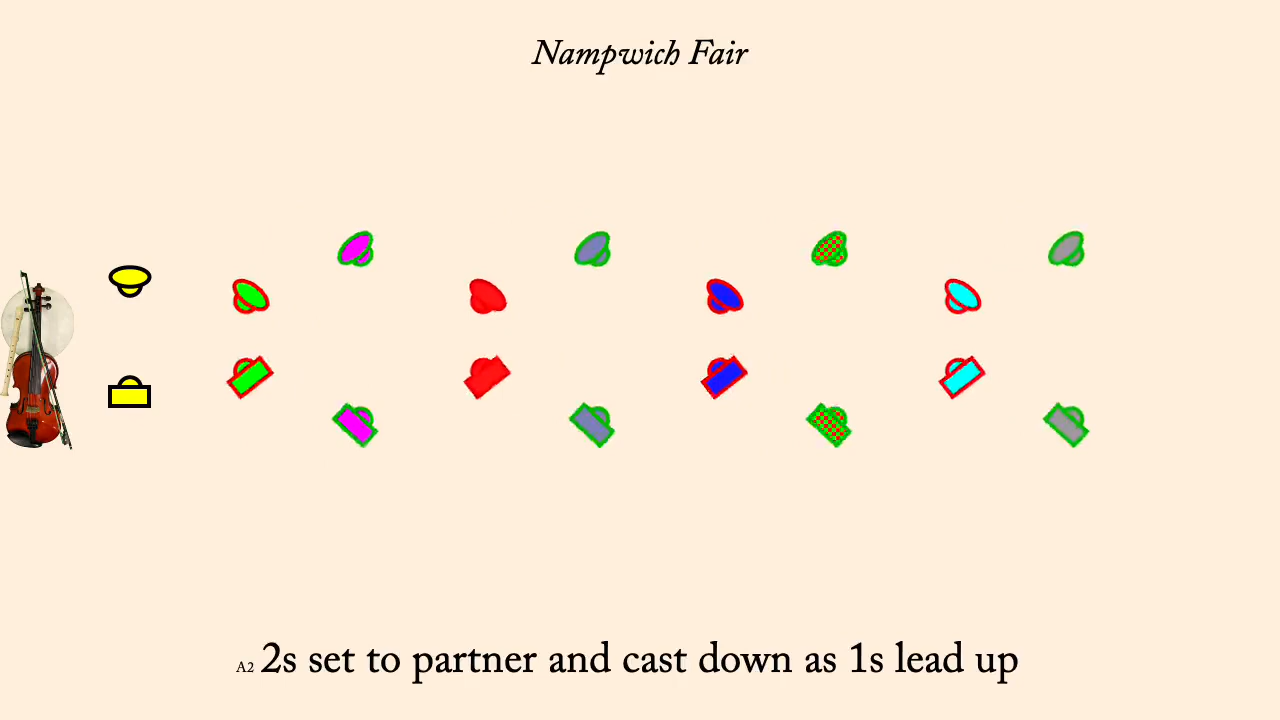 Nampwich Fair
A2 2s set to partner and cast down as 1s lead up